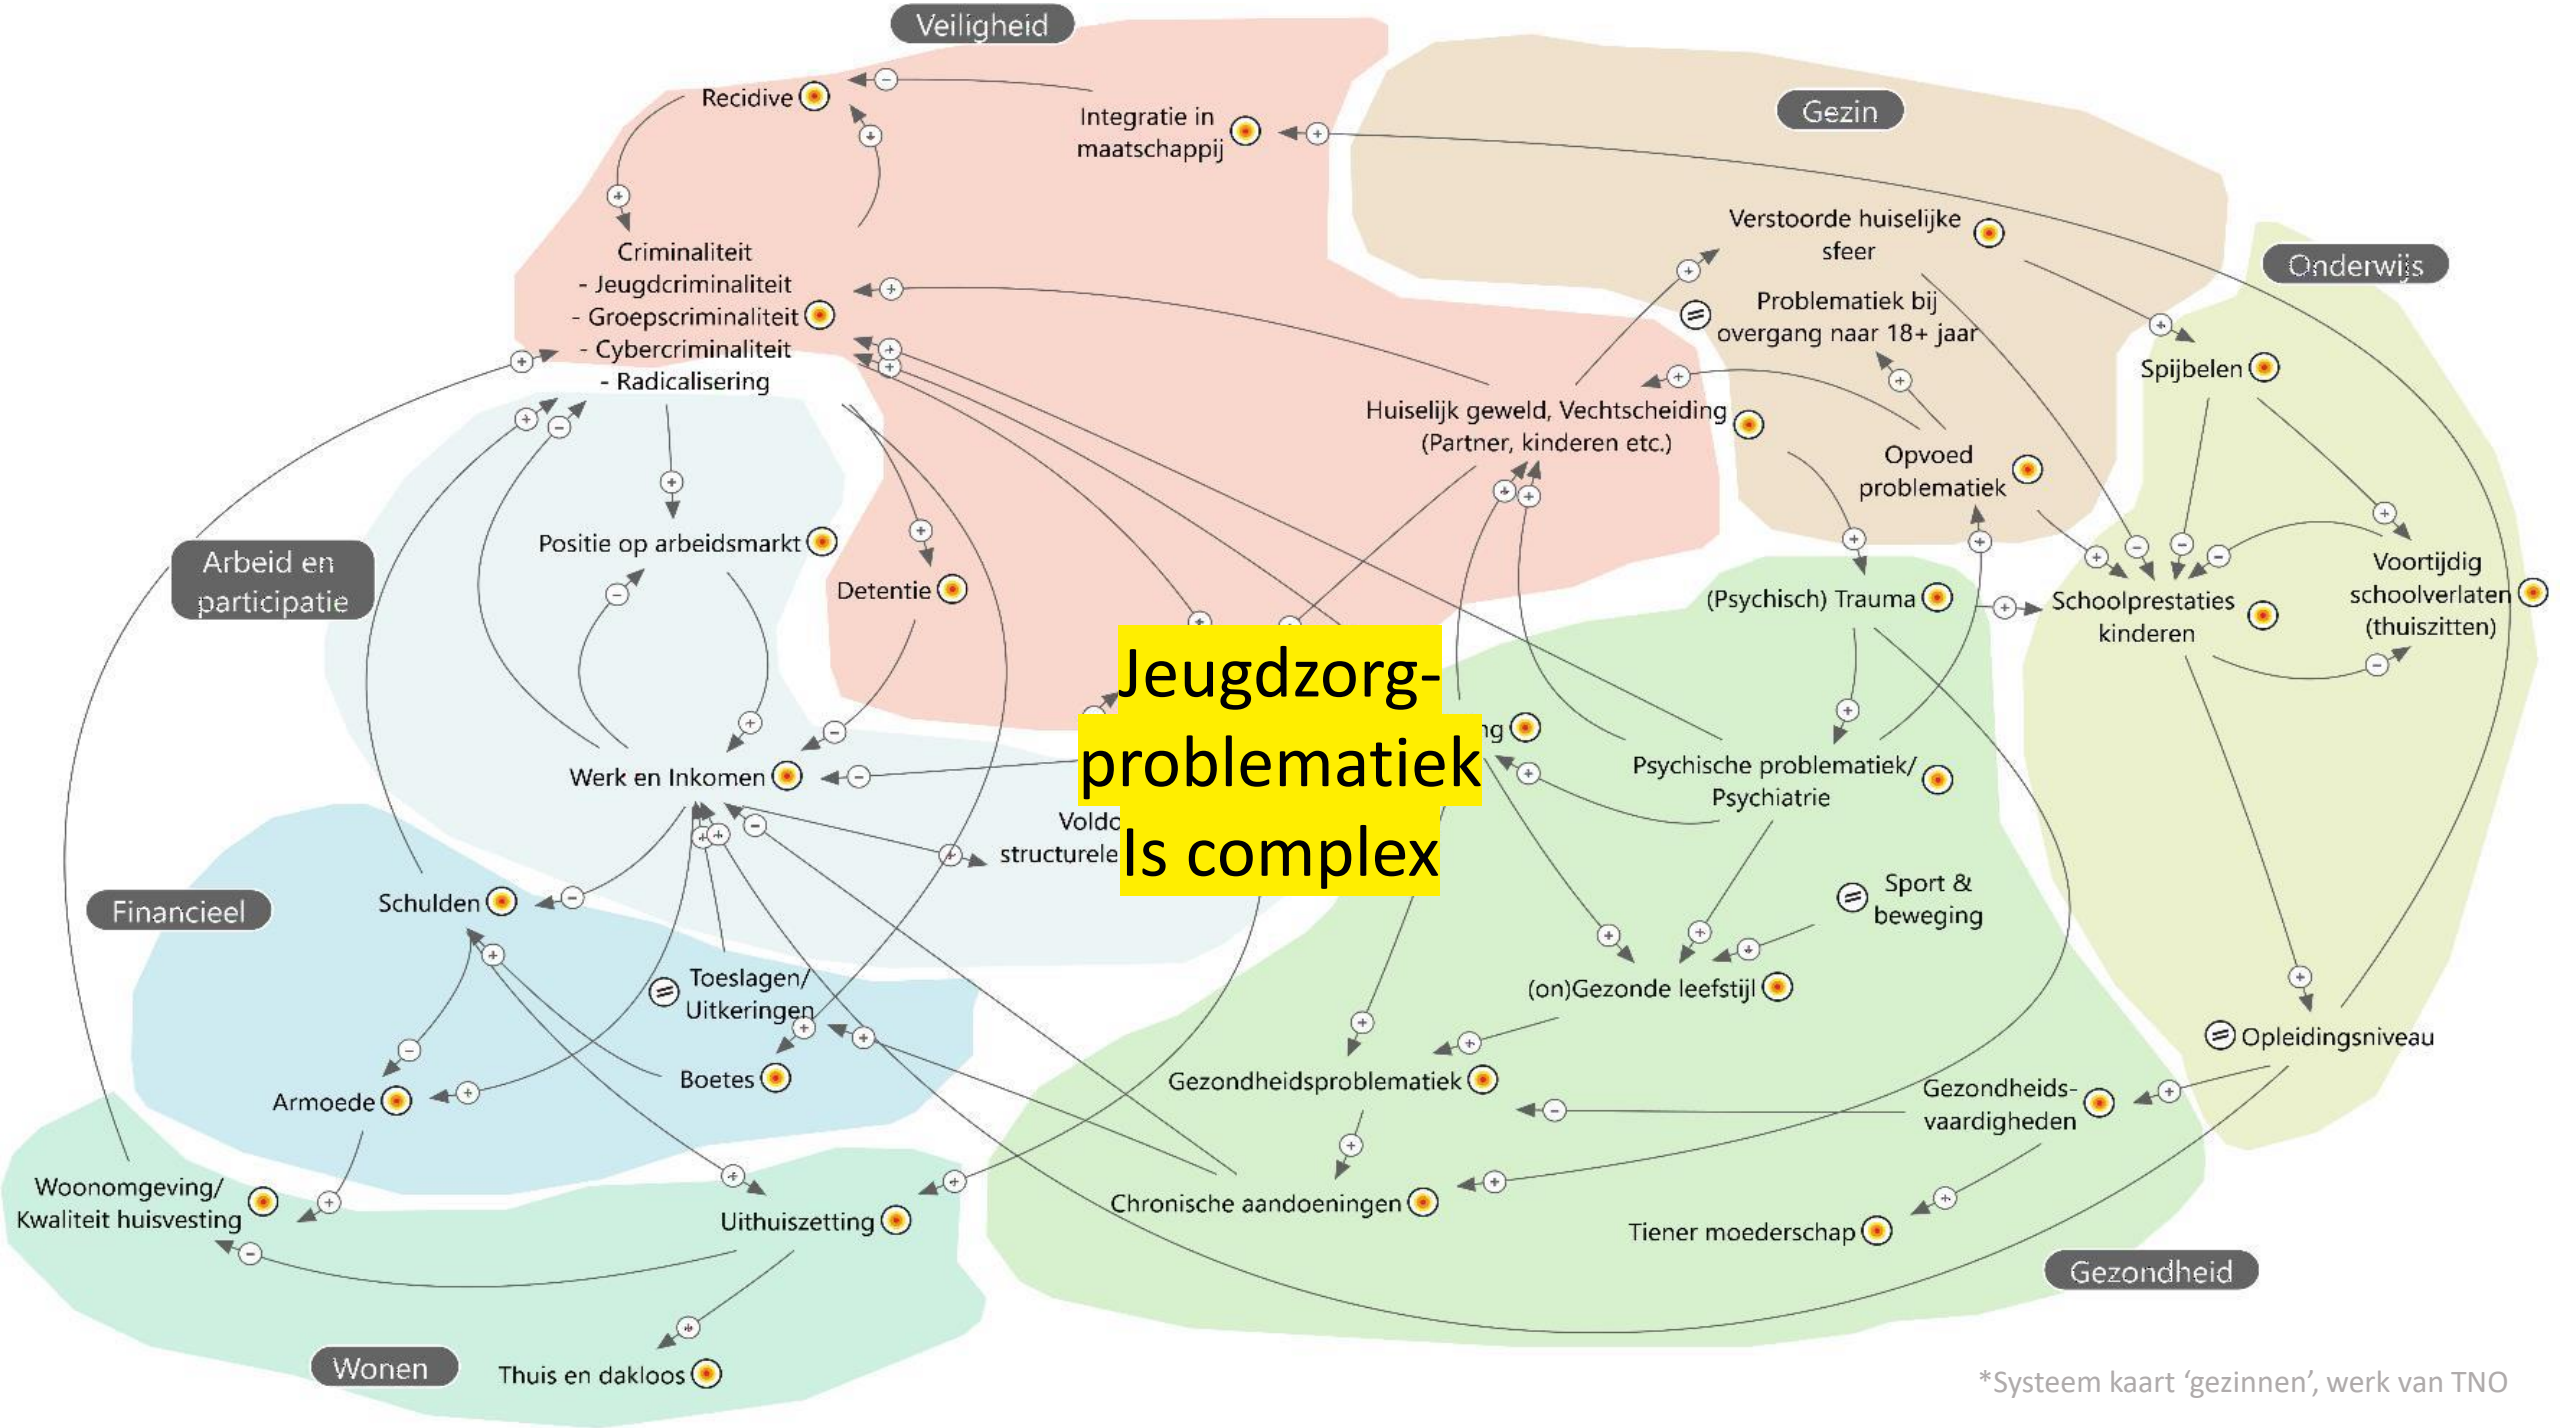 Veiligheid
Recidive
Integratie in
maatschappij
Gezin
Verstoorde huiselijke
sfeer
Onderwijs
Criminaliteit
- Jeugdcriminaliteit
- Groepscriminaliteit
- Cybercriminaliteit
- Radicalisering
Problematiek bij
overgang naar 18+ jaar
Spijbelen
Huiselijk geweld, Vechtscheiding
(Partner, kinderen etc.)
Opvoed
problematiek
Arbeid en
participatie
Positie op arbeidsmarkt
Detentie
(Psychisch) Trauma
Schoolprestaties
kinderen
Voortijdig
schoolverlaten
(thuiszitten)
Jeugdzorg-
problematiek
Is complex
Werk en Inkomen
Psychische problematiek/
Psychiatrie
structurele
Financieel
Schulden
Sport &
beweging
Toeslagen/
Uitkeringen
(on)Gezonde leefstijl
Opleidingsniveau
Boetes
Armoede
Gezondheidsproblematiek
Gezondheids-
vaardigheden
Woonomgeving/
Kwaliteit huisvesting
Uithuiszetting
Chronische aandoeningen
Tiener moederschap
Gezondheid
Wonen
Thuis en dakloos
*Systeem kaart ‘gezinnen’, werk van TNO